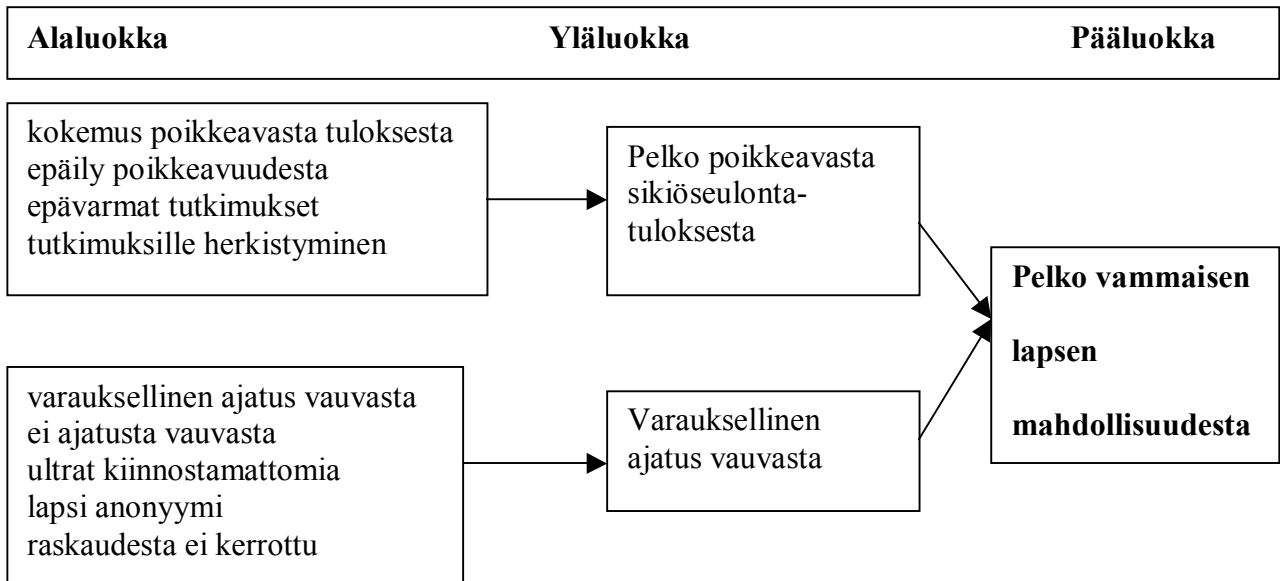 Alaluokka Yläluokka Pääluokka
kokemus poikkeavasta tuloksesta
epäily poikkeavuudesta
epävarmat tutkimukset
tutkimuksille herkistyminen
Pelko poikkeavasta
sikiöseulonta-
tuloksesta
varauksellinen ajatus vauvasta
ei ajatusta vauvasta
ultrat kiinnostamattomia
lapsi anonyymi
raskaudesta ei kerrottu
Varauksellinen
ajatus vauvasta
Pelko vammaisen
lapsen
mahdollisuudesta